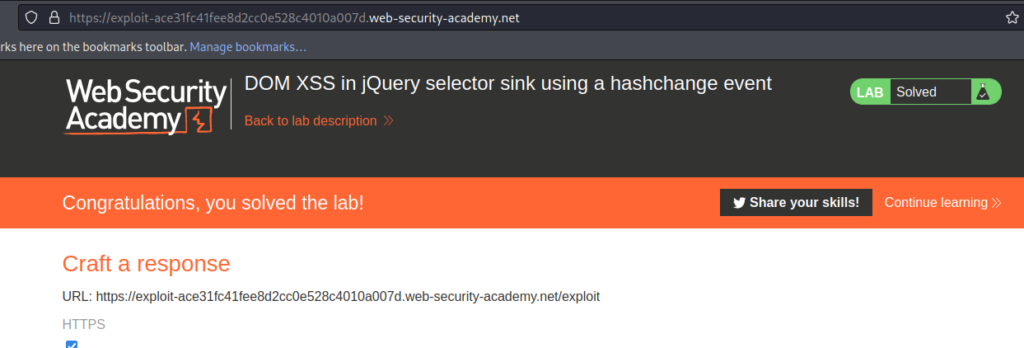 https://exploit-ace31fc41fee8d2cc0e528c4010a007d.web-security-academy.net
rks here on the bookmarks toolbar. Manage bookmarks…
Web Security
Academy
DOM XSS in jQuery selector sink using a hashchange event
Back to lab description
LAB Solved
Congratulations, you solved the lab!
Share your skills!
Continue learning
Craft a response
URL: https://exploit-ace31fc41fee8d2cc0e528c4010a007d.web-security-academy.net/exploit
HTTPS